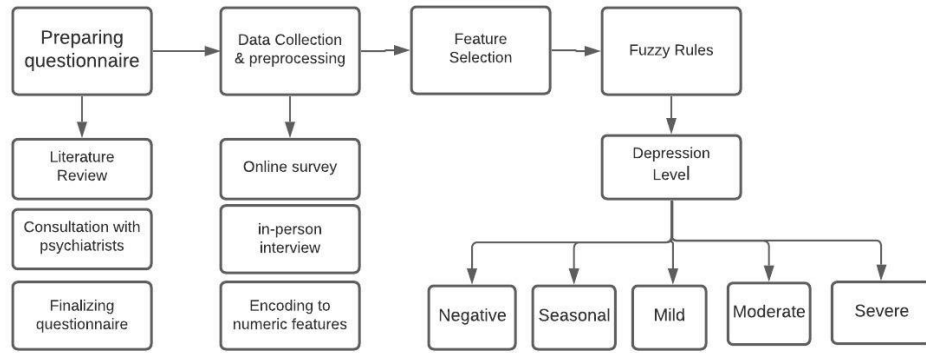 Preparing
questionnaire
Data Collection
& preprocessing
Feature
Selection
Fuzzy Rules
Literature
Review
Consultation with
psychiatrists
Finalizing
questionnaire
Online survey
in-person
interview
Encoding to
numeric features
Depression
Level
Negative
Seasonal
Mild
Moderate
Severe